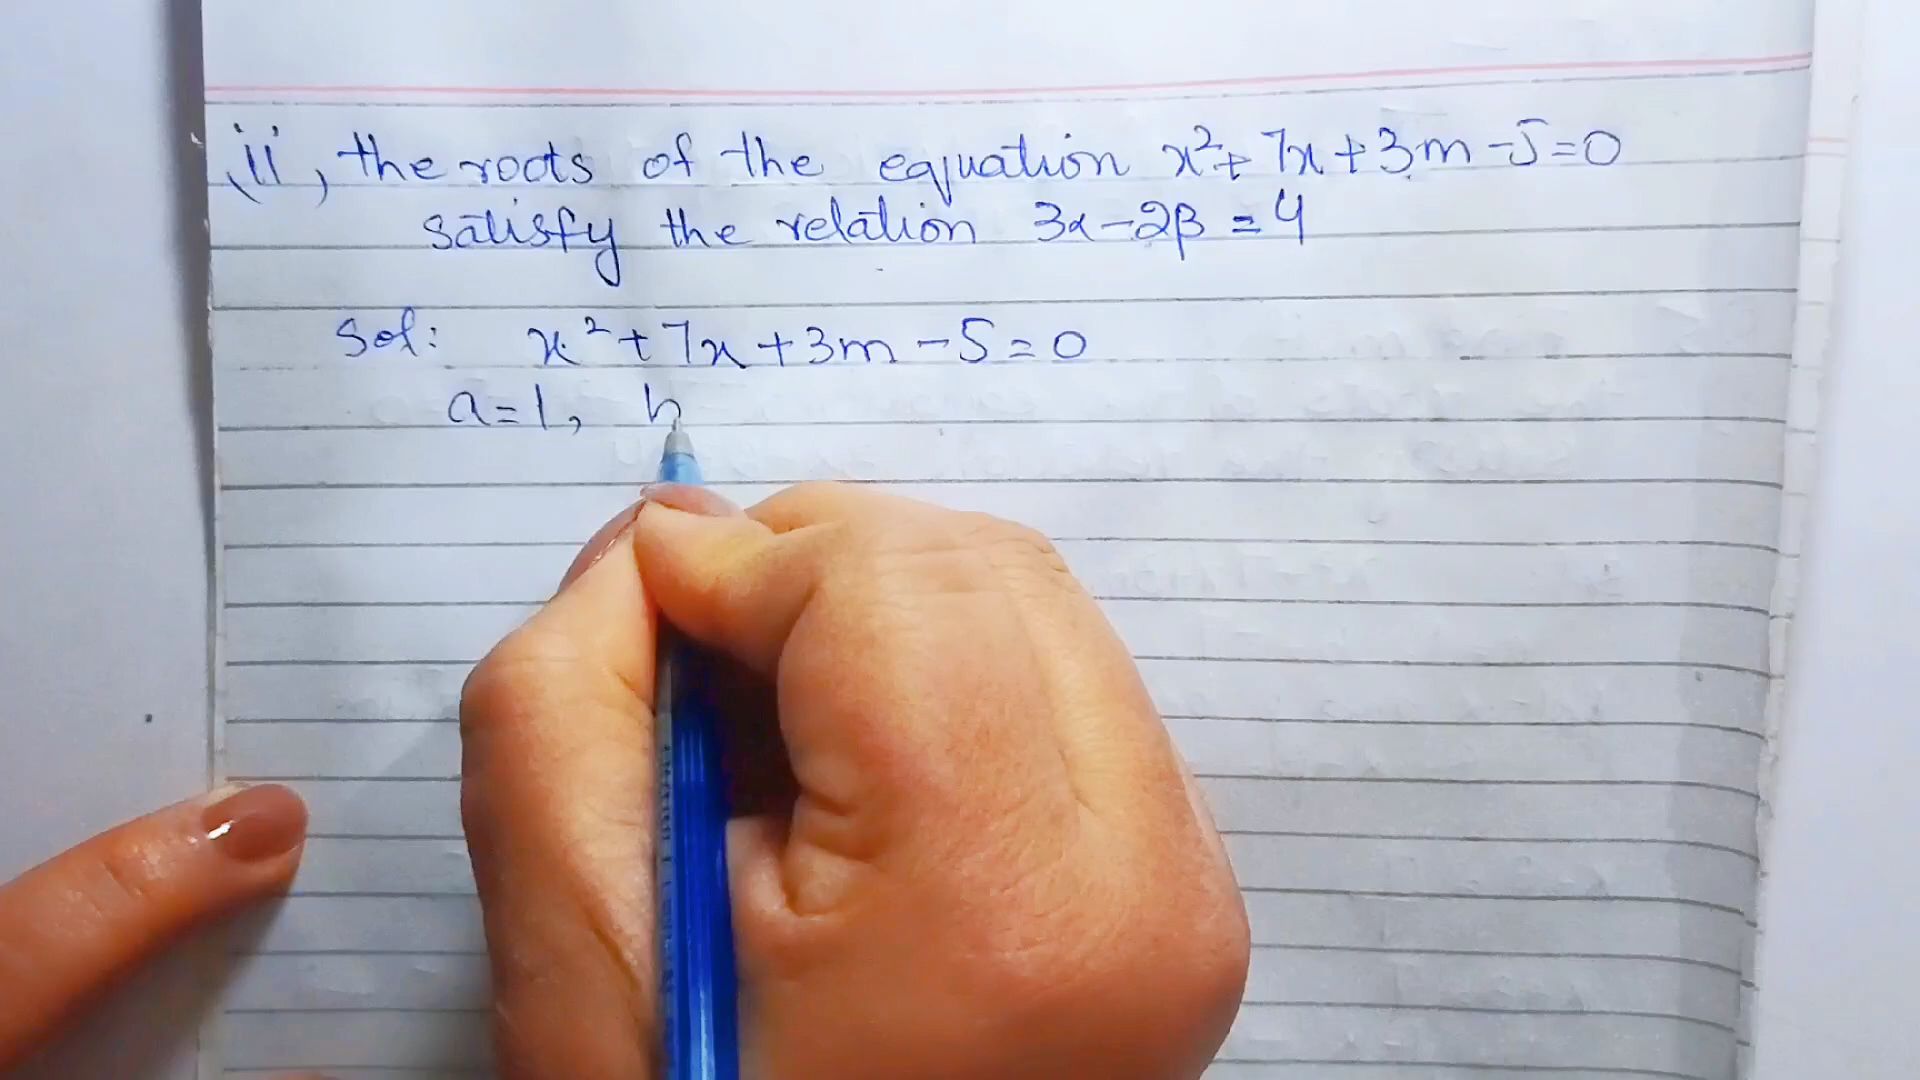 ii, the roots of the equation x²+7x+3m-5=0
satisfy the relation 3α-2β=4
Sol: x²+7x+3m-5=0
a=1, b